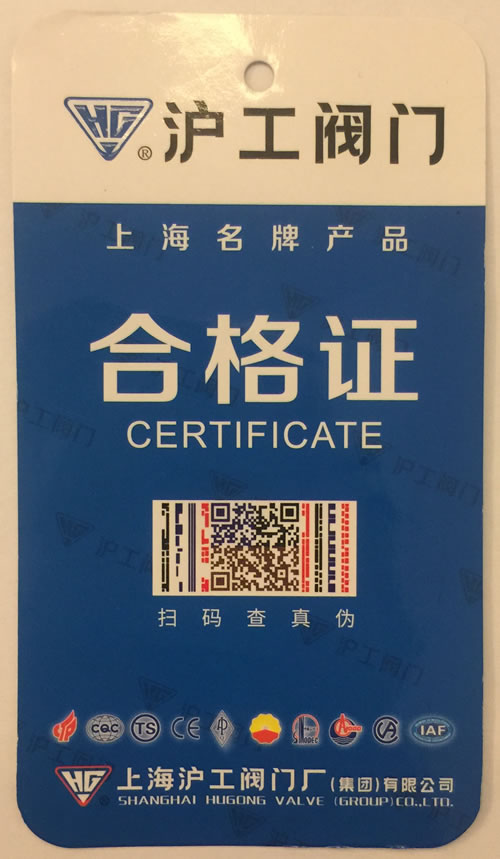 HG® 沪工阀门
上海名牌产品
合格证
CERTIFICATE
扫码查真伪
CQC TS CE IAF
HG 上海沪工阀门厂(集团)有限公司
SHANGHAI HUGONG VALVE (GROUP)CO.,LTD.